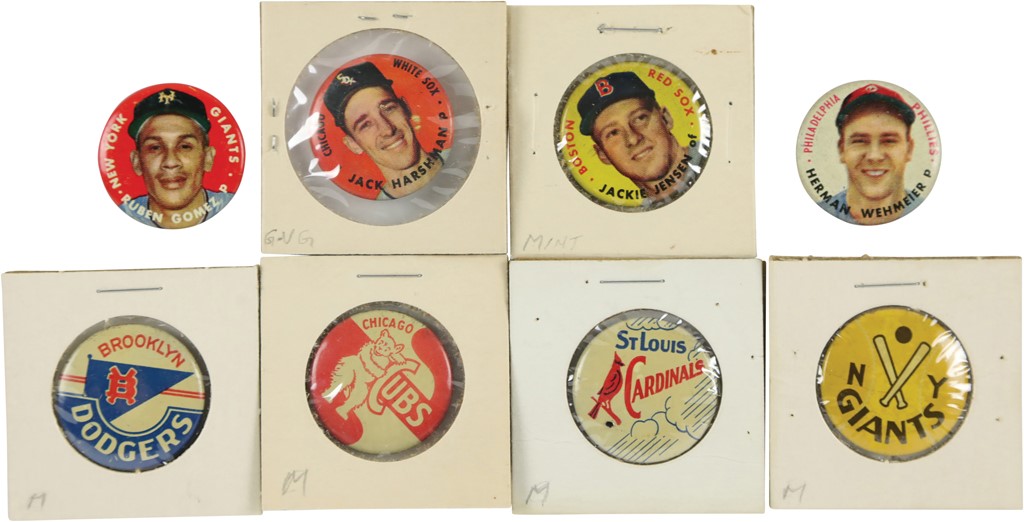 NEW YORK GIANTS
RUBEN GOMEZ P
CHICAGO WHITE SOX
JACK HARSHMAN P
G-VG
BOSTON RED SOX
B
JACKIE JENSEN of
MINT
PHILADELPHIA PHILLIES
HERMAN WEHMEIER P.
BROOKLYN
B
DODGERS
M
CHICAGO
CUBS
M
ST LOUIS
CARDINALS
M
N Y
GIANTS
M